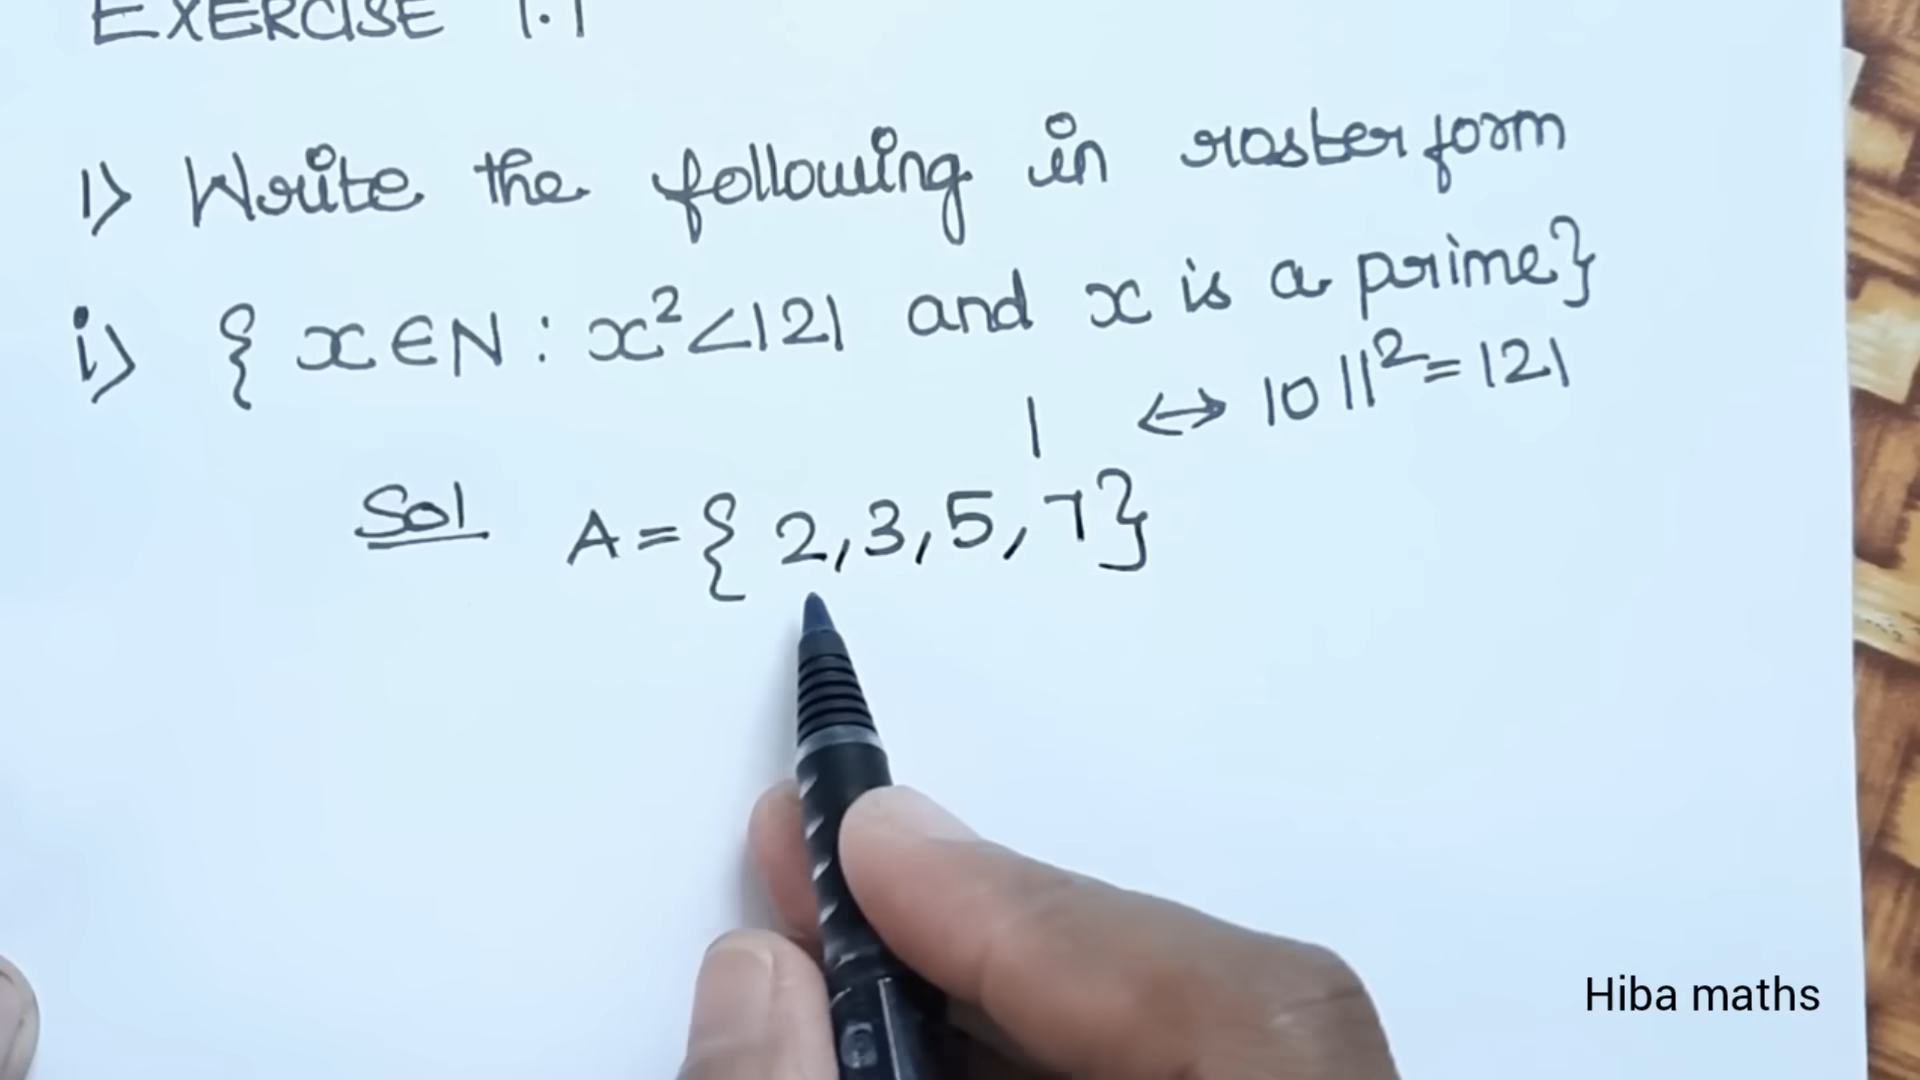 EXERCISE 1.1
1) Write the following in roster form
i) { x ∈ N : x² < 121 and x is a prime}
1 ↔ 10 11² = 121
Sol A = { 2, 3, 5, 7}
Hiba maths